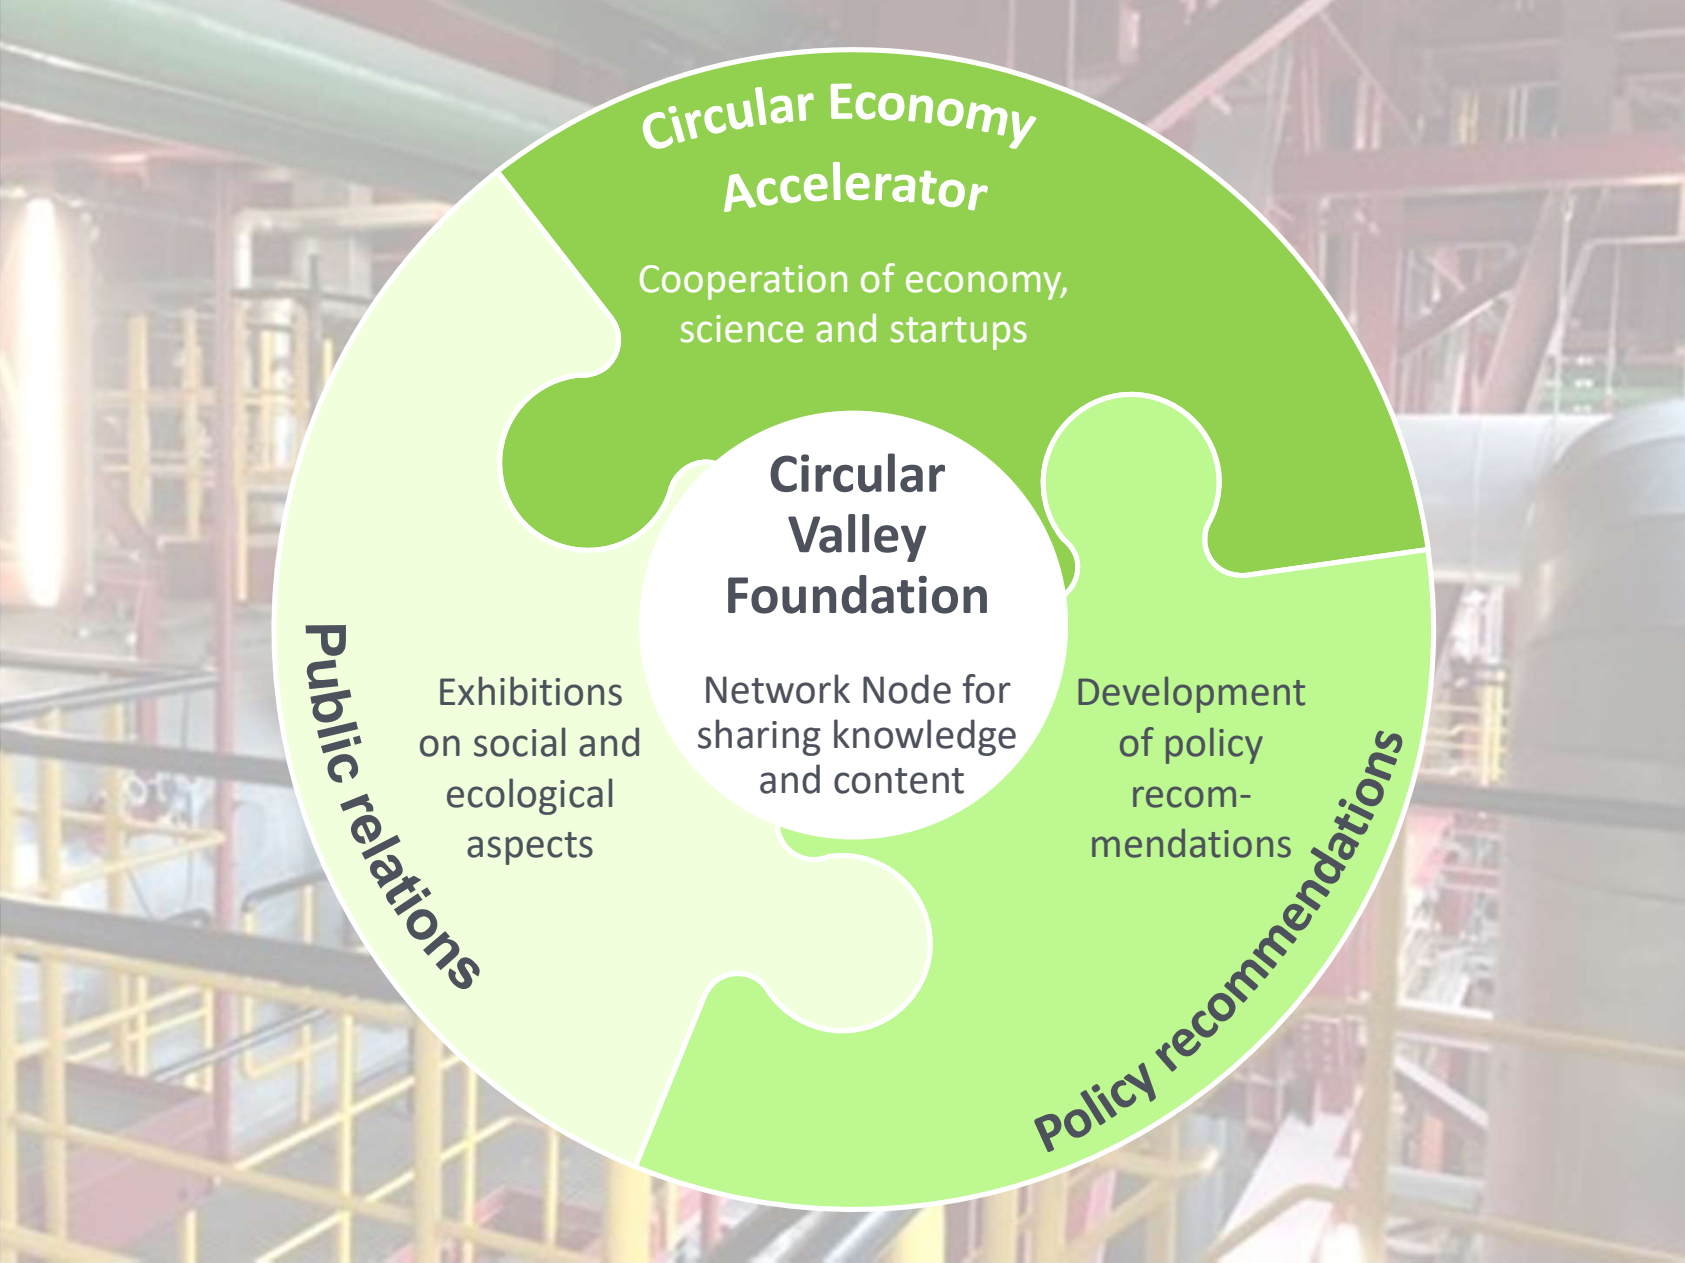 Circular Economy
Accelerator
Cooperation of economy,
science and startups
Circular
Valley
Foundation
Network Node for
sharing knowledge
and content
Public relations
Exhibitions
on social and
ecological
aspects
Development
of policy
recom-
mendations
Policy recommendations